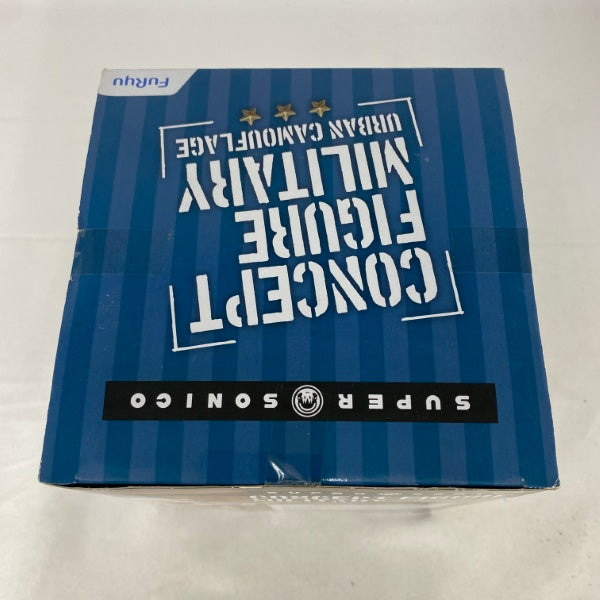 SUPER SONICO
CONCEPT
FIGURE
MILITARY
URBAN CAMOUFLAGE
FuRyu